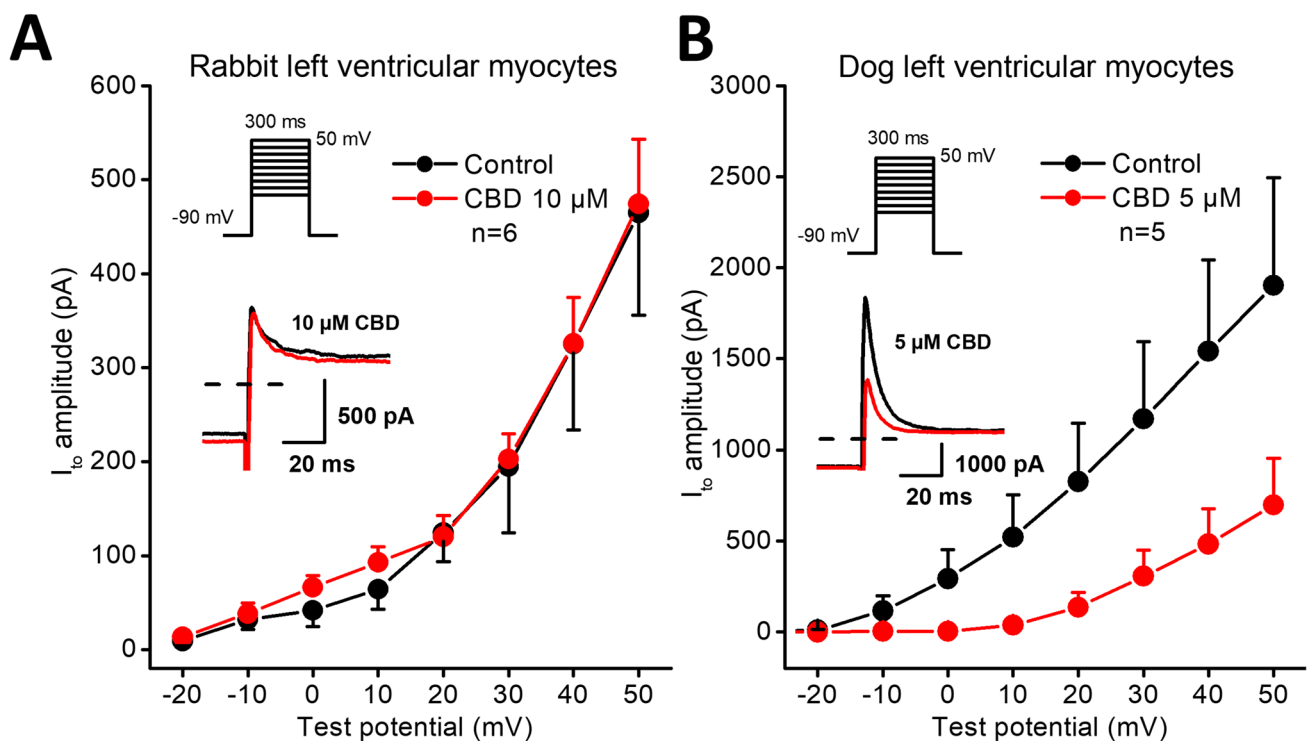 A
Rabbit left ventricular myocytes
600
500
400
300
200
100
0
I_to amplitude (pA)
300 ms
50 mV
-90 mV
Control
CBD 10 µM
n=6
10 µM CBD
500 pA
20 ms
-20 -10 0 10 20 30 40 50
Test potential (mV)
B
Dog left ventricular myocytes
3000
2500
2000
1500
1000
500
0
I_to amplitude (pA)
300 ms
50 mV
-90 mV
Control
CBD 5 µM
n=5
5 µM CBD
1000 pA
20 ms
-20 -10 0 10 20 30 40 50
Test potential (mV)